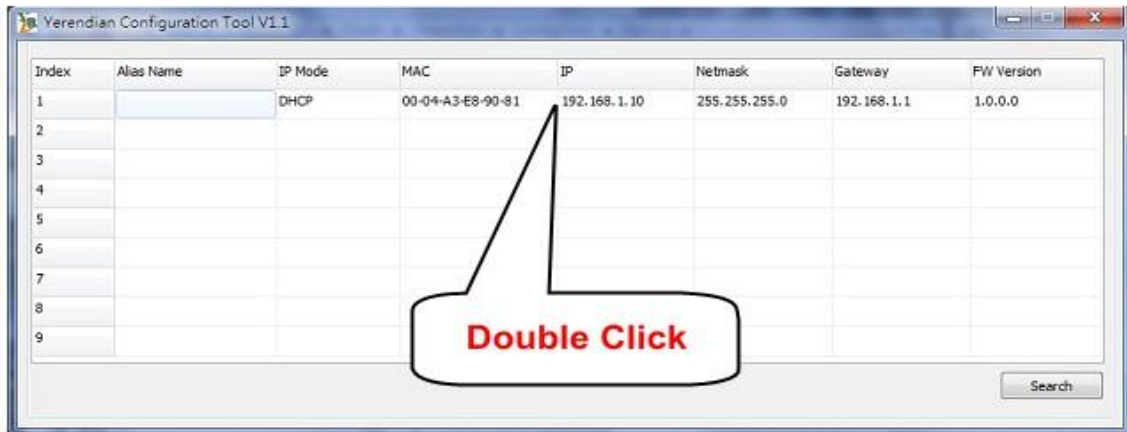 Yerendian Configuration Tool V1.1
Index Alias Name IP Mode MAC IP Netmask Gateway FW Version
1 DHCP 00-04-A3-E8-90-81 192.168.1.10 255.255.255.0 192.168.1.1 1.0.0.0
2
3
4
5
6
7
8
9
Double Click
Search